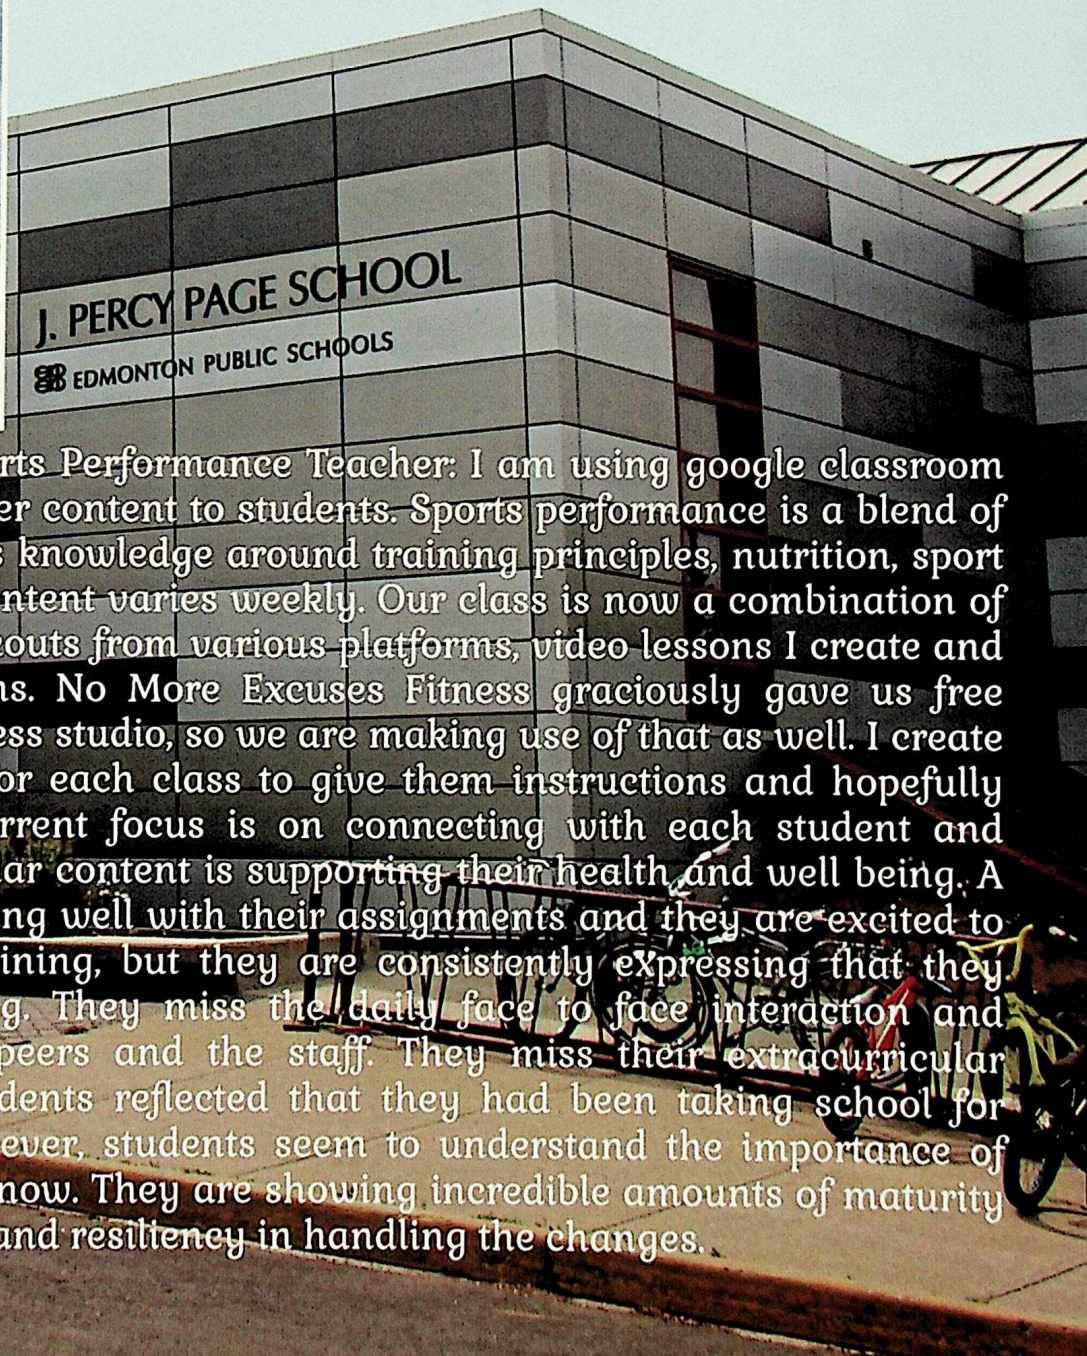 J. PERCY PAGE SCHOOL
EDMONTON PUBLIC SCHOOLS
rts Performance Teacher: I am using google classroom
er content to students. Sports performance is a blend of
s knowledge around training principles, nutrition, sport
ntent varies weekly. Our class is now a combination of
outs from various platforms, video lessons I create and
ns. No More Excuses Fitness graciously gave us free
ess studio, so we are making use of that as well. I create
or each class to give them instructions and hopefully
rrent focus is on connecting with each student and
lar content is supporting their health and well being. A
ng well with their assignments and they are excited to
ining, but they are consistently expressing that they
g. They miss the daily face to face interaction and
peers and the staff. They miss their extracurricular
dents reflected that they had been taking school for
ever, students seem to understand the importance of
now. They are showing incredible amounts of maturity
and resiliency in handling the changes.